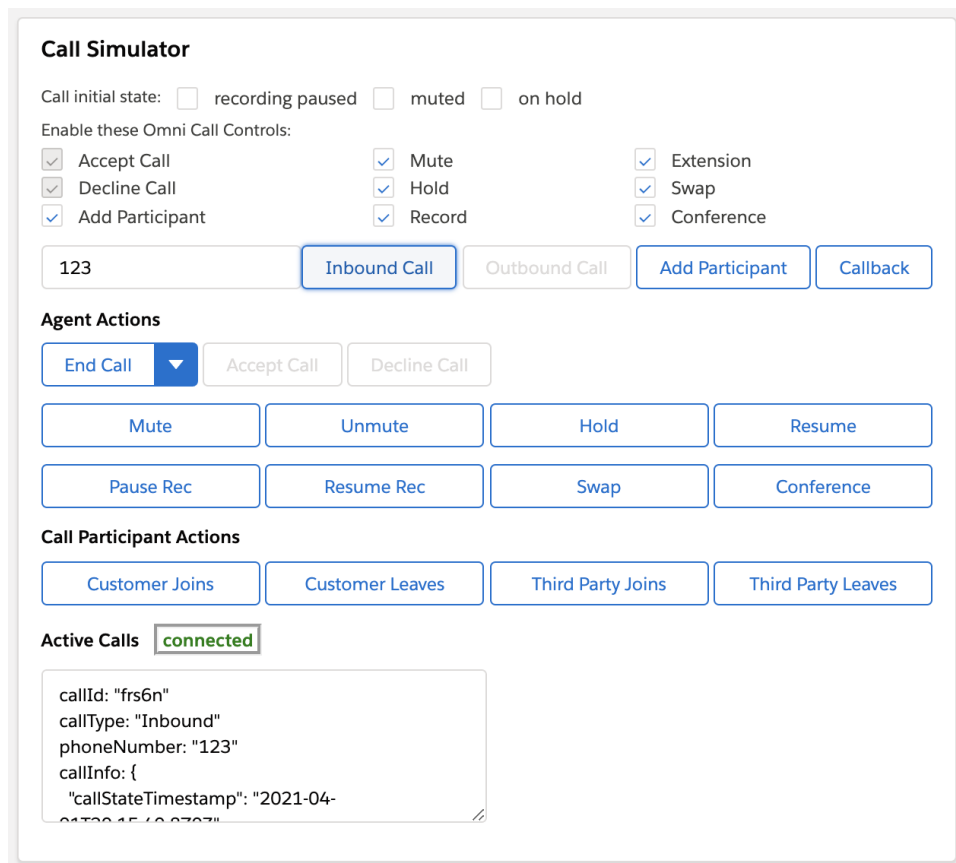 Call Simulator
Call initial state: recording paused muted on hold
Enable these Omni Call Controls:
Accept Call Mute Extension
Decline Call Hold Swap
Add Participant Record Conference
123 Inbound Call Outbound Call Add Participant Callback
Agent Actions
End Call Accept Call Decline Call
Mute Unmute Hold Resume
Pause Rec Resume Rec Swap Conference
Call Participant Actions
Customer Joins Customer Leaves Third Party Joins Third Party Leaves
Active Calls connected
callId: "frs6n"
callType: "Inbound"
phoneNumber: "123"
callInfo: {
"callStateTimestamp": "2021-04-